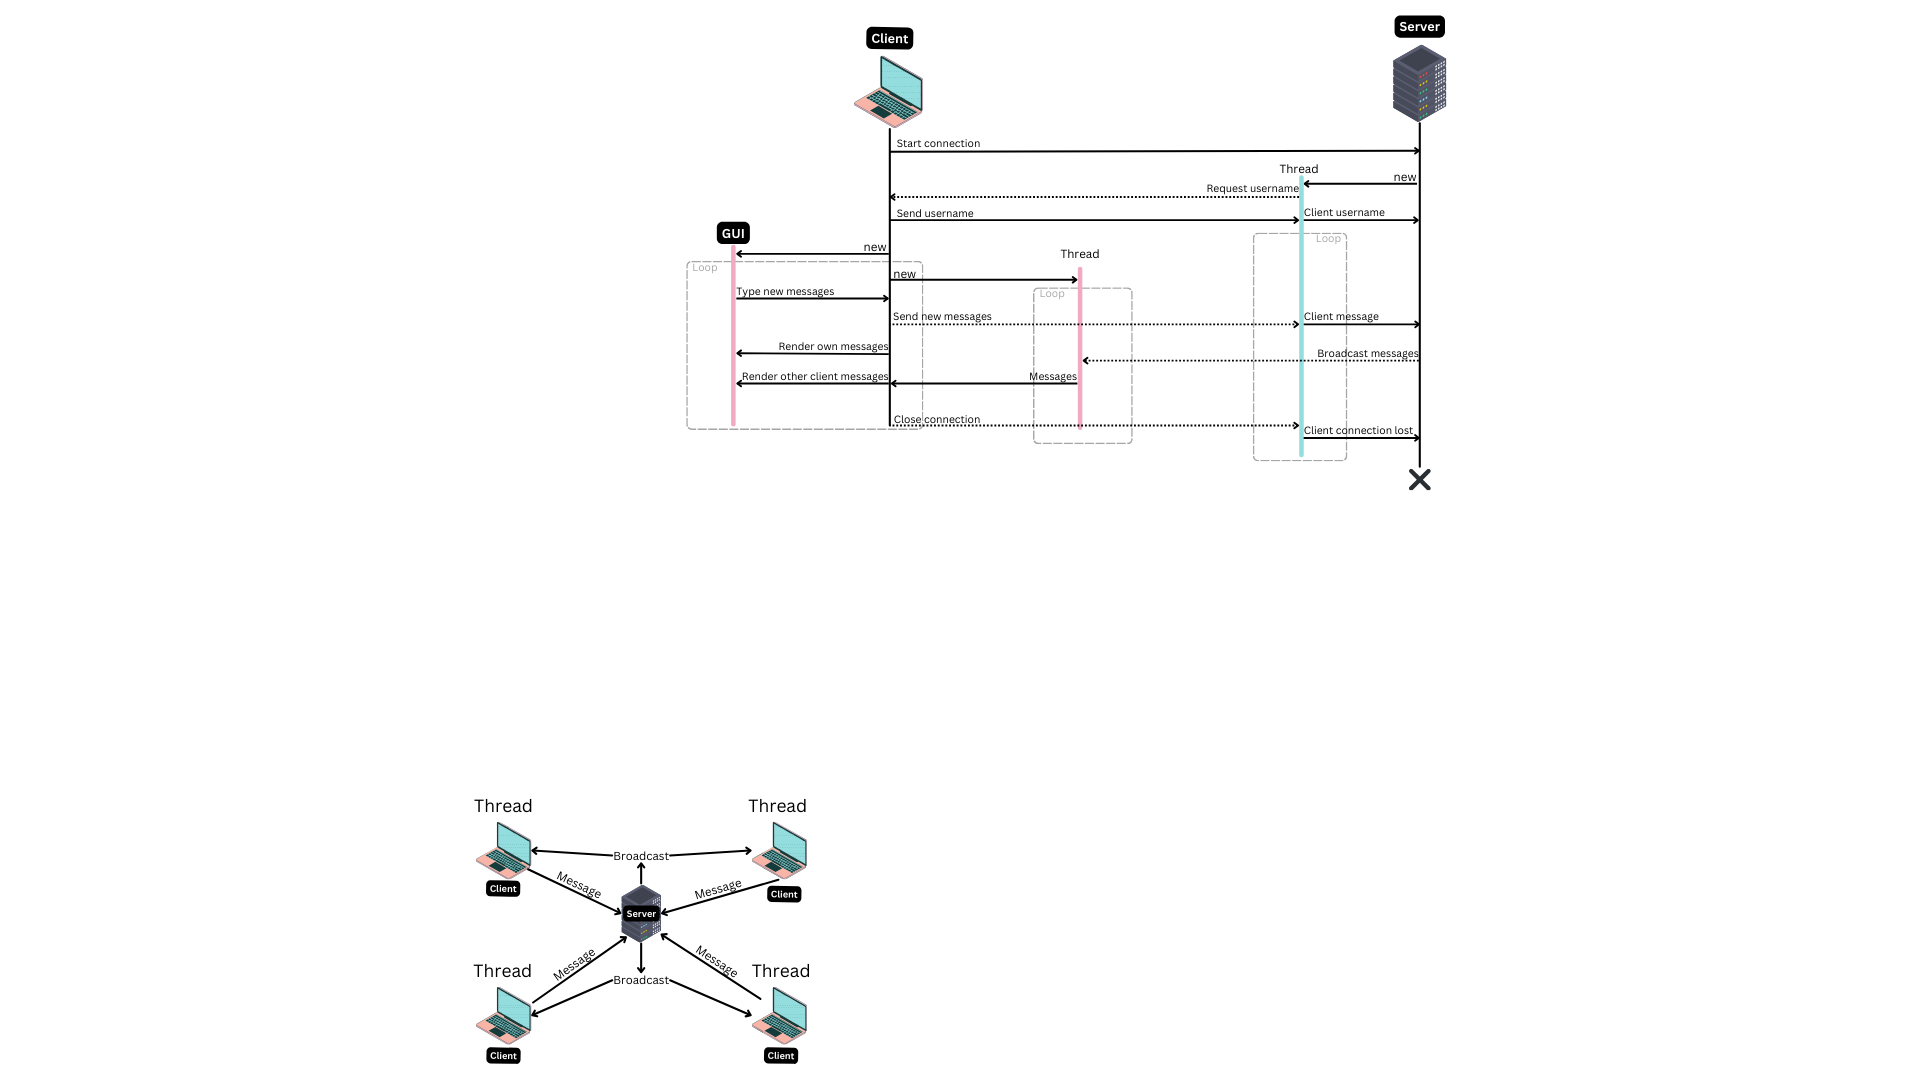 Server
Client
Start connection
Thread
new
Request username
Send username
Client username
GUI
Loop
new
Thread
Loop
new
Type new messages
Loop
Send new messages
Client message
Render own messages
Broadcast messages
Render other client messages
Messages
Close connection
Client connection lost
Thread
Thread
Broadcast
Message
Message
Client
Client
Server
Message
Message
Thread
Thread
Broadcast
Client
Client